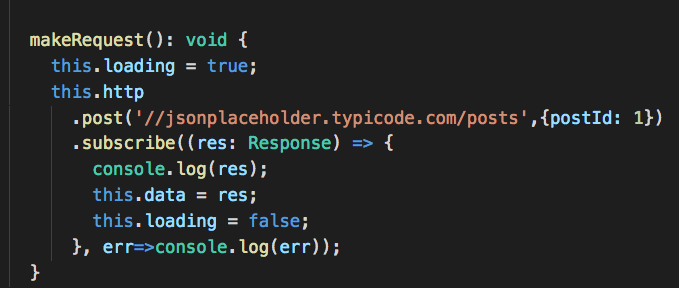 makeRequest(): void {
this.loading = true;
this.http
.post('//jsonplaceholder.typicode.com/posts',{postId: 1})
.subscribe((res: Response) => {
console.log(res);
this.data = res;
this.loading = false;
}, err=>console.log(err));
}